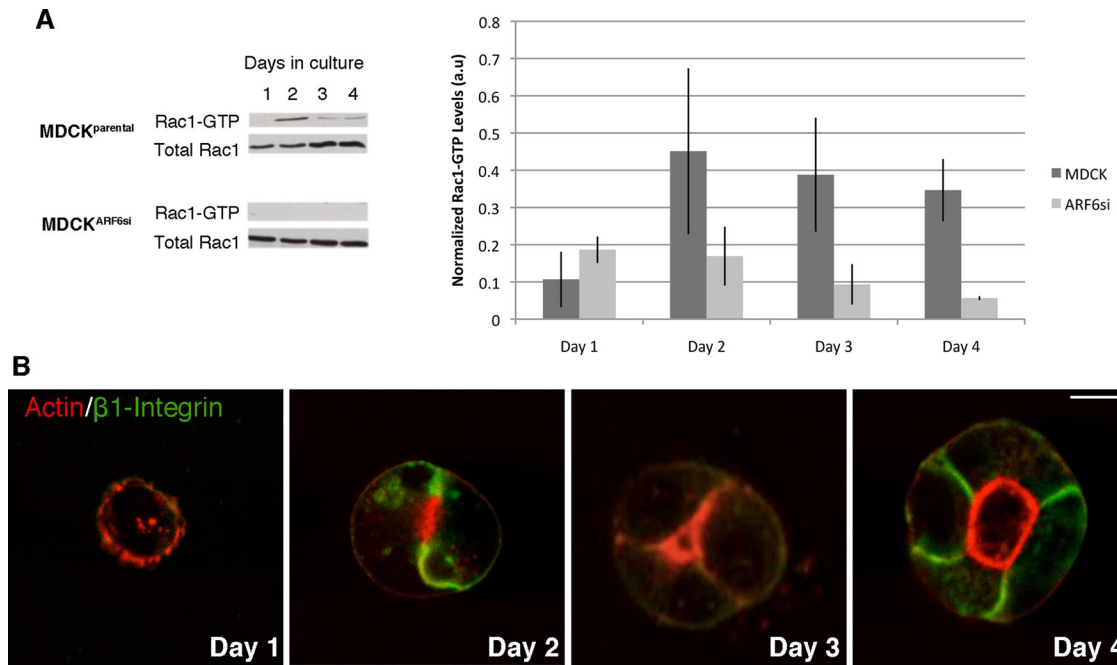 A
Days in culture
1 2 3 4
MDCKparental
Rac1-GTP
Total Rac1
MDCKARF6si
Rac1-GTP
Total Rac1
Normalized Rac1-GTP Levels (a.u)
0.8
0.7
0.6
0.5
0.4
0.3
0.2
0.1
0
Day 1 Day 2 Day 3 Day 4
MDCK
ARF6si
B
Actin/β1-Integrin
Day 1 Day 2 Day 3 Day 4